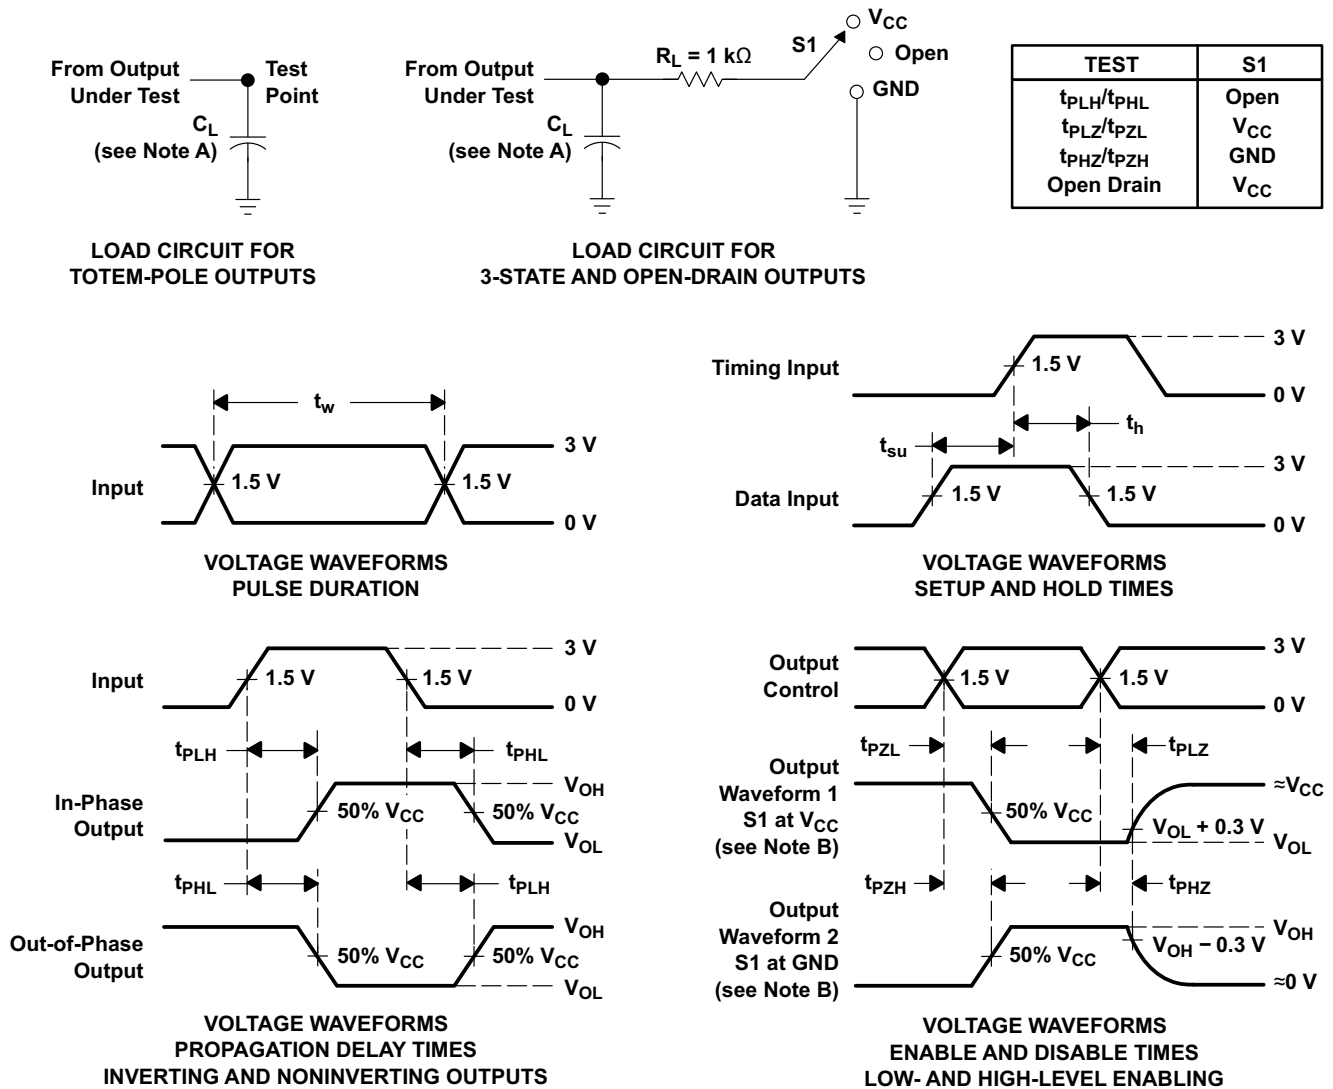 From Output
Under Test
Test
Point
CL
(see Note A)
LOAD CIRCUIT FOR
TOTEM-POLE OUTPUTS
From Output
Under Test
RL = 1 kΩ
S1
VCC
Open
GND
CL
(see Note A)
LOAD CIRCUIT FOR
3-STATE AND OPEN-DRAIN OUTPUTS
TEST S1
tPLH/tPHL Open
tPLZ/tPZL VCC
tPHZ/tPZH GND
Open Drain VCC
tw
Input
1.5 V
1.5 V
3 V
0 V
VOLTAGE WAVEFORMS
PULSE DURATION
Timing Input
1.5 V
3 V
0 V
tsu
th
Data Input
1.5 V
1.5 V
3 V
0 V
VOLTAGE WAVEFORMS
SETUP AND HOLD TIMES
Input
1.5 V
1.5 V
3 V
0 V
tPLH
tPHL
In-Phase
Output
50% VCC
50% VCC
VOH
VOL
tPHL
tPLH
Out-of-Phase
Output
50% VCC
50% VCC
VOH
VOL
VOLTAGE WAVEFORMS
PROPAGATION DELAY TIMES
INVERTING AND NONINVERTING OUTPUTS
Output
Control
1.5 V
1.5 V
3 V
0 V
tPZL
tPLZ
Output
Waveform 1
S1 at VCC
(see Note B)
50% VCC
VOL + 0.3 V
≈VCC
VOL
tPZH
tPHZ
Output
Waveform 2
S1 at GND
(see Note B)
50% VCC
VOH − 0.3 V
VOH
≈0 V
VOLTAGE WAVEFORMS
ENABLE AND DISABLE TIMES
LOW- AND HIGH-LEVEL ENABLING